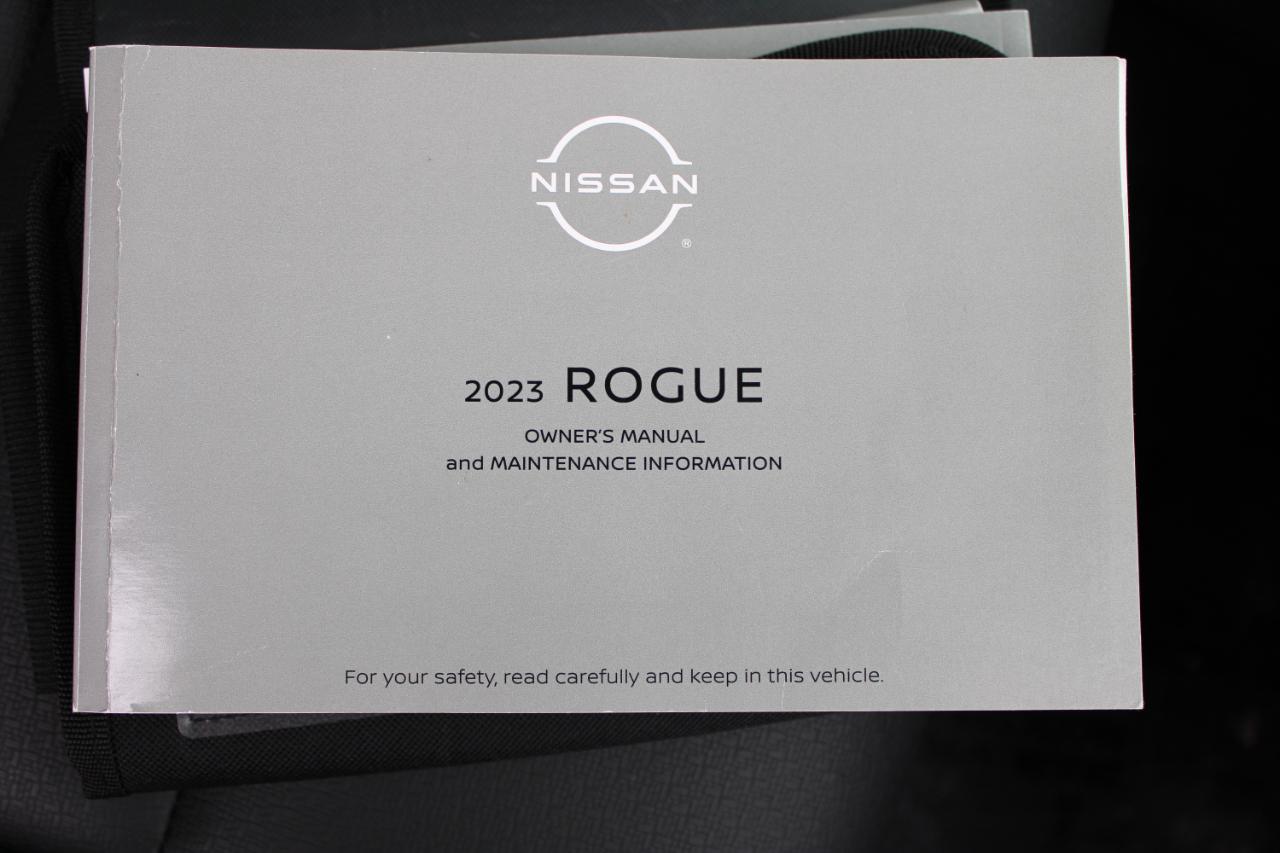 NISSAN
®
2023 ROGUE
OWNER'S MANUAL
and MAINTENANCE INFORMATION
For your safety, read carefully and keep in this vehicle.